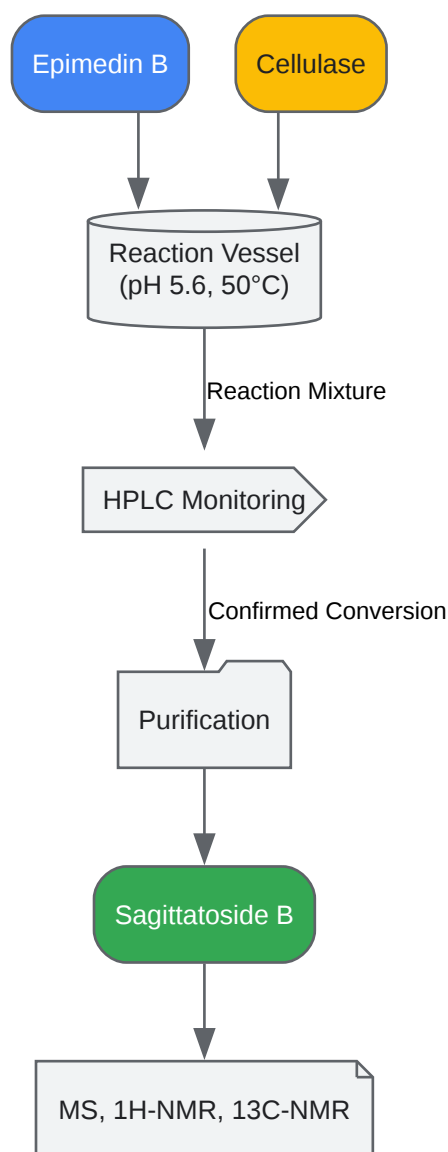 Epimedin B
Cellulase
Reaction Vessel
(pH 5.6, 50°C)
Reaction Mixture
HPLC Monitoring
Confirmed Conversion
Purification
Sagittatoside B
MS, 1H-NMR, 13C-NMR